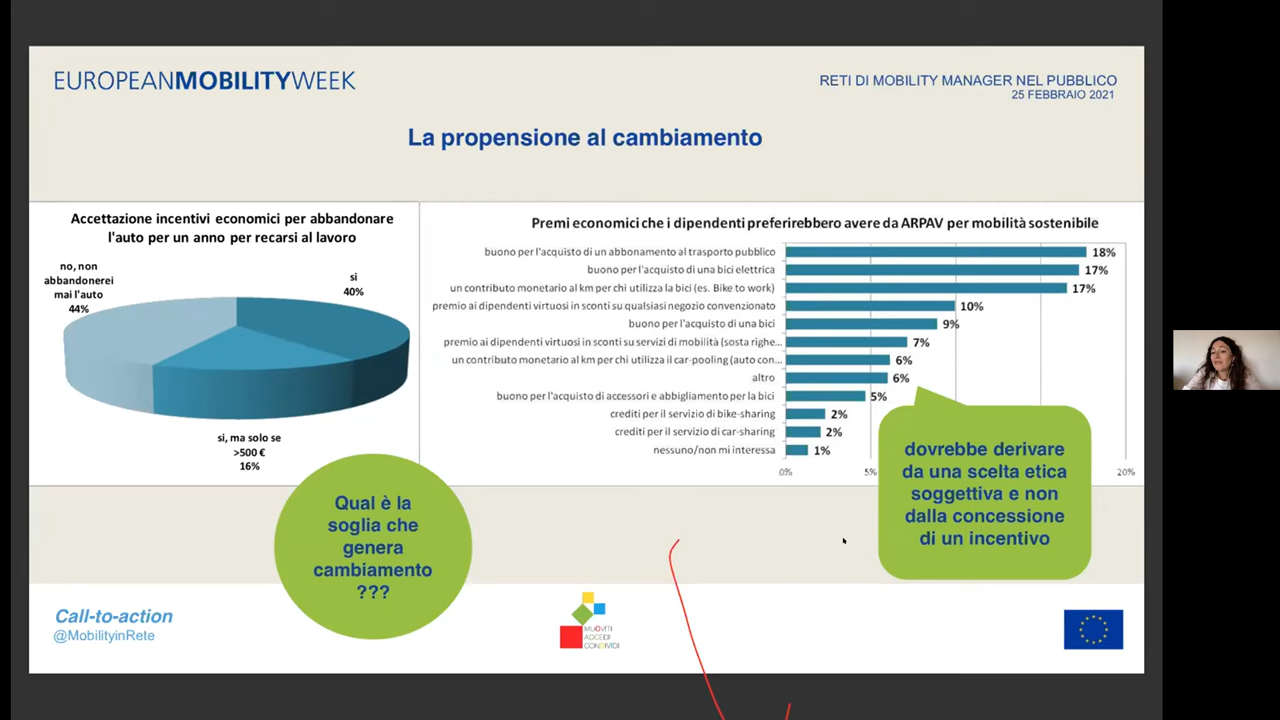 EUROPEANMOBILITYWEEK
RETI DI MOBILITY MANAGER NEL PUBBLICO
25 FEBBRAIO 2021
La propensione al cambiamento
Accettazione incentivi economici per abbandonare
l'auto per un anno per recarsi al lavoro
no, non
abbandonerei
mai l'auto
44%
si
40%
si, ma solo se
>500 €
16%
Premi economici che i dipendenti preferirebbero avere da ARPAV per mobilità sostenibile
buono per l'acquisto di un abbonamento al trasporto pubblico 18%
buono per l'acquisto di una bici elettrica 17%
un contributo monetario al km per chi utilizza la bici (es. Bike to work) 17%
premio ai dipendenti virtuosi in sconti su qualsiasi negozio convenzionato 10%
buono per l'acquisto di una bici 9%
premio ai dipendenti virtuosi in sconti su servizi di mobilità (sosta righe... 7%
un contributo monetario al km per chi utilizza il car-pooling (auto con... 6%
altro 6%
buono per l'acquisto di accessori e abbigliamento per la bici 5%
crediti per il servizio di bike-sharing 2%
crediti per il servizio di car-sharing 2%
nessuno/non mi interessa 1%
0% 5% 20%
Qual è la
soglia che
genera
cambiamento
???
dovrebbe derivare
da una scelta etica
soggettiva e non
dalla concessione
di un incentivo
Call-to-action
@MobilityinRete
MUOVITI
ACCEDI
CONDIVIDI